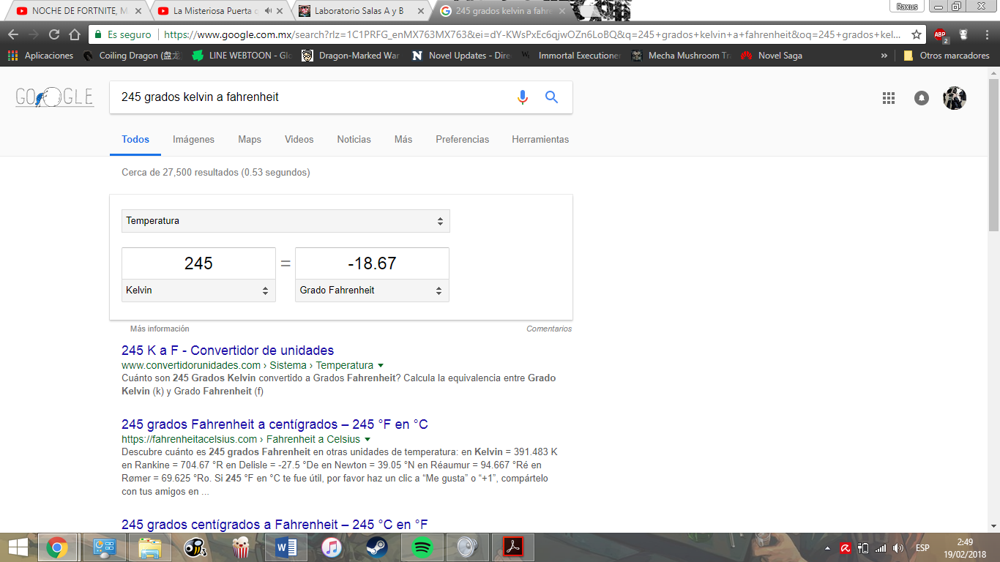 NOCHE DE FORTNITE, M
La Misteriosa Puerta
Laboratorio Salas A y B
245 grados kelvin a fahre
Raxus
Es seguro
https://www.google.com.mx/search?rlz=1C1PRFG_enMX763MX763&ei=dY-KWsPxEc6qjwOZn6LoBQ&q=245+grados+kelvin+a+fahrenheit&oq=245+grados+kel...
ABP
2
Aplicaciones
Coiling Dragon (盘龙
LINE WEBTOON - Glo
Dragon-Marked War
Novel Updates - Dire
Immortal Executioner
Mecha Mushroom Tra
Novel Saga
»
Otros marcadores
GOOGLE
245 grados kelvin a fahrenheit
Todos
Imágenes
Maps
Videos
Noticias
Más
Preferencias
Herramientas
Cerca de 27,500 resultados (0.53 segundos)
Temperatura
245
=
-18.67
Kelvin
Grado Fahrenheit
Más información
Comentarios
245 K a F - Convertidor de unidades
www.convertidorunidades.com › Sistema › Temperatura
Cuánto son 245 Grados Kelvin convertido a Grados Fahrenheit? Calcula la equivalencia entre Grado
Kelvin (k) y Grado Fahrenheit (f)
245 grados Fahrenheit a centígrados – 245 °F en °C
https://fahrenheitacelsius.com › Fahrenheit a Celsius
Descubre cuánto es 245 grados Fahrenheit en otras unidades de temperatura: en Kelvin = 391.483 K
en Rankine = 704.67 °R en Delisle = -27.5 °De en Newton = 39.05 °N en Réaumur = 94.667 °Ré en
Rømer = 69.625 °Ro. Si 245 °F en °C te fue útil, por favor haz un clic a “Me gusta” o “+1”, compártelo
con tus amigos en ...
245 grados centígrados a Fahrenheit – 245 °C en °F
ESP
2:49
19/02/2018